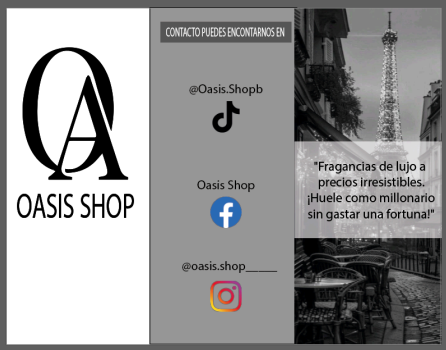 OA
OASIS SHOP
CONTACTO PUEDES ENCONTARNOS EN
@Oasis.Shopb
Oasis Shop
@oasis.shop_____
"Fragancias de lujo a
precios irresistibles.
¡Huele como millonario
sin gastar una fortuna!"